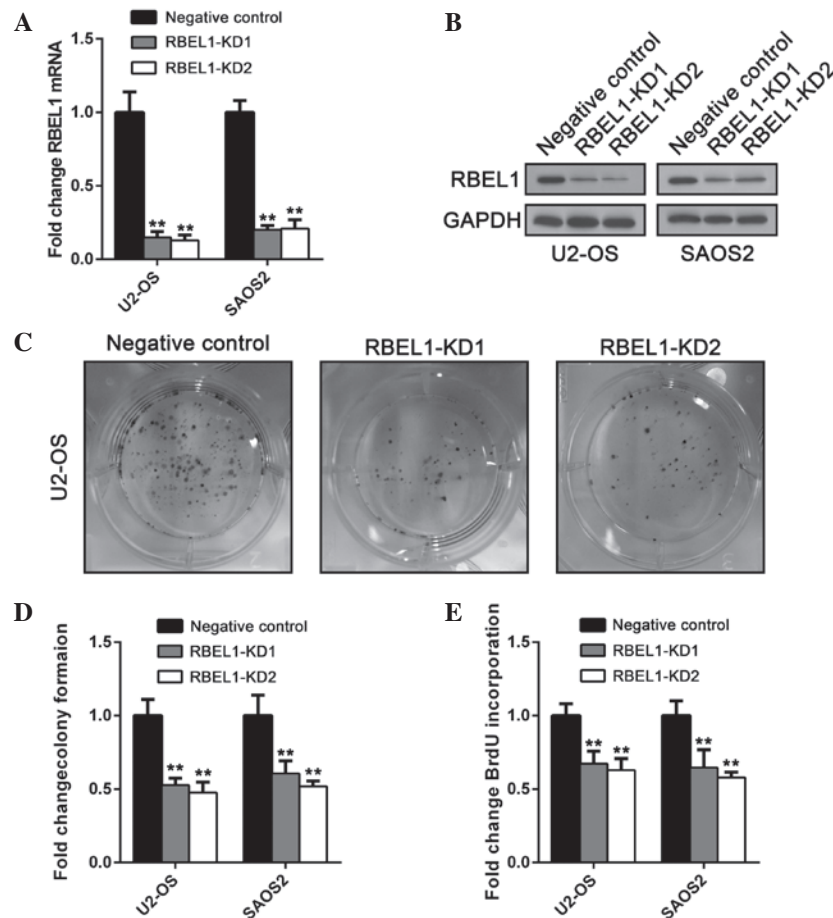 A
Negative control
RBEL1-KD1
RBEL1-KD2
Fold change RBEL1 mRNA
1.5
1.0
0.5
0.0
**
**
**
**
U2-OS
SAOS2
B
Negative control
RBEL1-KD1
RBEL1-KD2
Negative control
RBEL1-KD1
RBEL1-KD2
RBEL1
GAPDH
U2-OS
SAOS2
C
Negative control
RBEL1-KD1
RBEL1-KD2
U2-OS
D
Negative control
RBEL1-KD1
RBEL1-KD2
Fold changecolony formaion
1.5
1.0
0.5
0.0
**
**
**
**
U2-OS
SAOS2
E
Negative control
RBEL1-KD1
RBEL1-KD2
Fold change BrdU incorporation
1.5
1.0
0.5
0.0
**
**
**
**
U2-OS
SAOS2